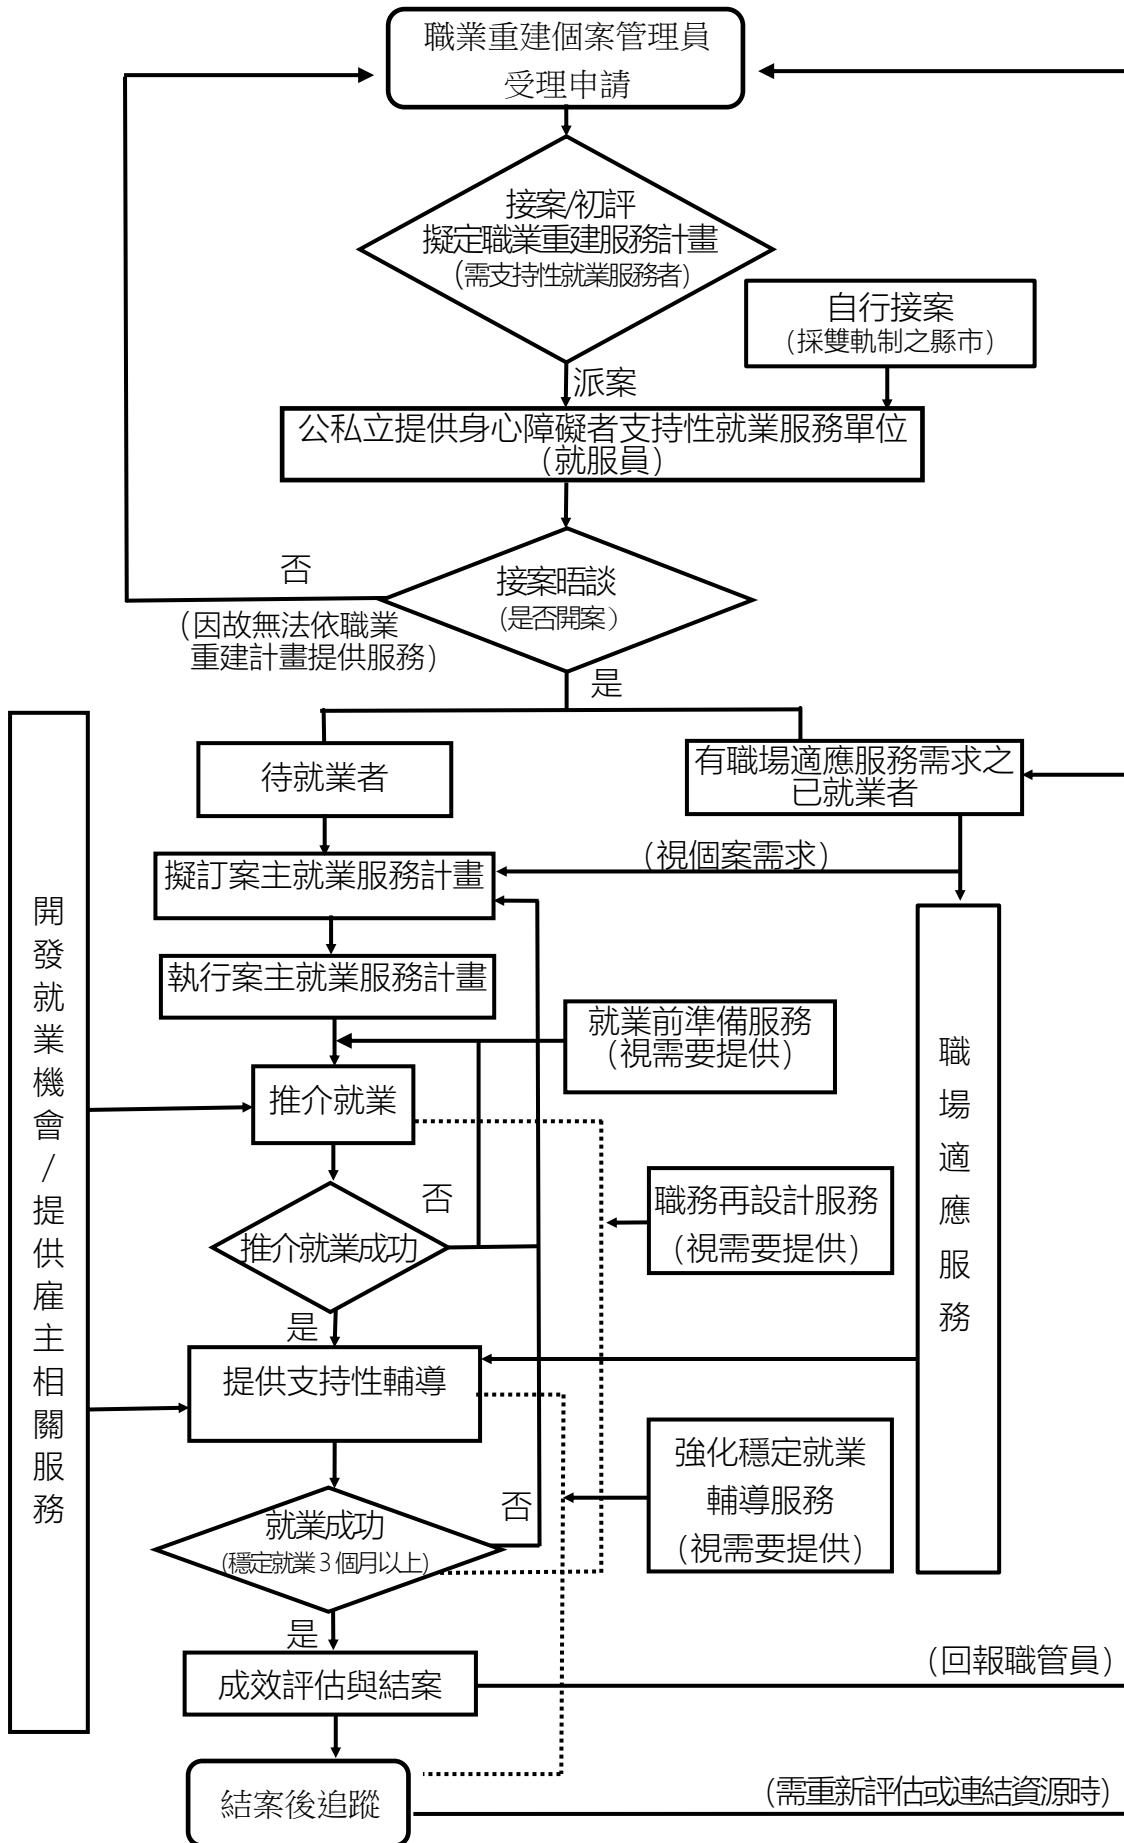 職業重建個案管理員
受理申請
接案/初評
擬定職業重建服務計畫
(需支持性就業服務者)
自行接案
(採雙軌制之縣市)
派案
公私立提供身心障礙者支持性就業服務單位
(就服員)
否
接案晤談
(是否開案)
(因故無法依職業
重建計畫提供服務)
是
待就業者
有職場適應服務需求之
已就業者
(視個案需求)
擬訂案主就業服務計畫
開發就業機會/提供雇主相關服務
執行案主就業服務計畫
就業前準備服務
(視需要提供)
職場適應服務
推介就業
否
職務再設計服務
(視需要提供)
推介就業成功
是
提供支持性輔導
強化穩定就業
輔導服務
(視需要提供)
否
就業成功
(穩定就業3個月以上)
是
(回報職管員)
成效評估與結案
(需重新評估或連結資源時)
結案後追蹤